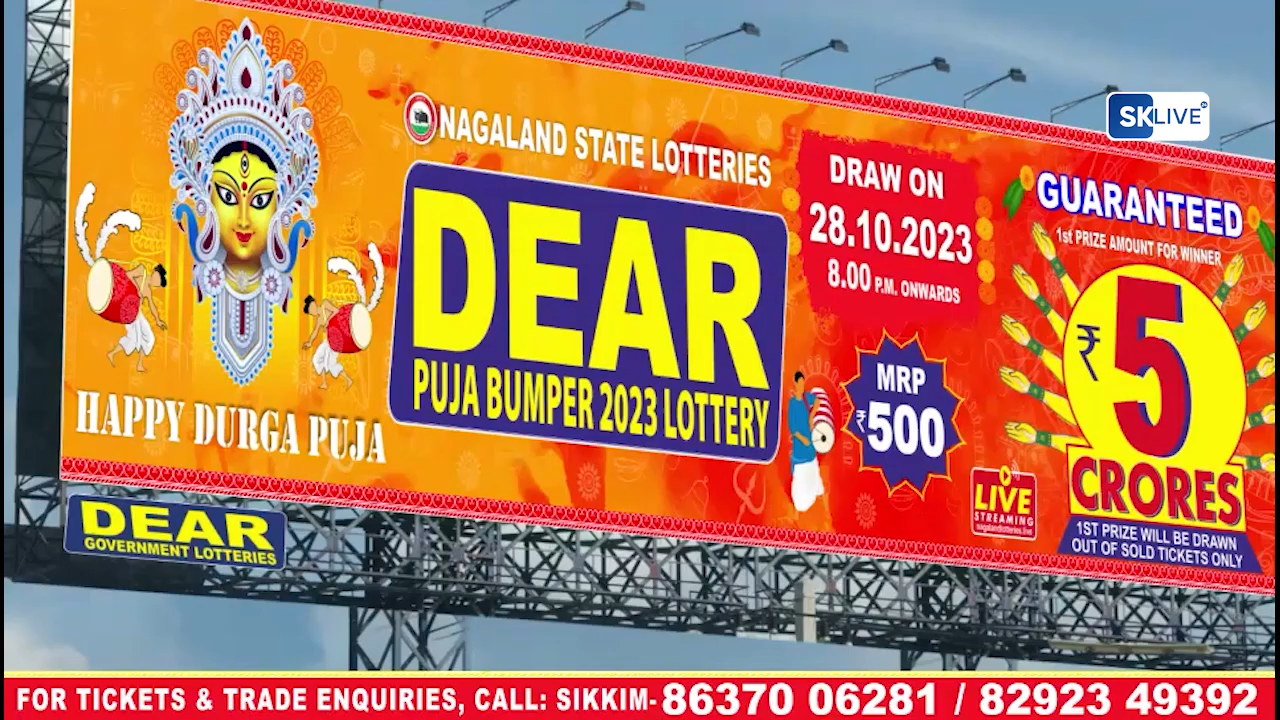 SKLIVE
NAGALAND STATE LOTTERIES
DEAR
PUJA BUMPER 2023 LOTTERY
HAPPY DURGA PUJA
DRAW ON
28.10.2023
8.00 P.M. ONWARDS
MRP
₹500
LIVE
STREAMING
nagalandlotteries.live
GUARANTEED
1st PRIZE AMOUNT FOR WINNER
₹5
CRORES
1ST PRIZE WILL BE DRAWN
OUT OF SOLD TICKETS ONLY
DEAR
GOVERNMENT LOTTERIES
FOR TICKETS & TRADE ENQUIRIES, CALL: SIKKIM- 86370 06281 / 82923 49392